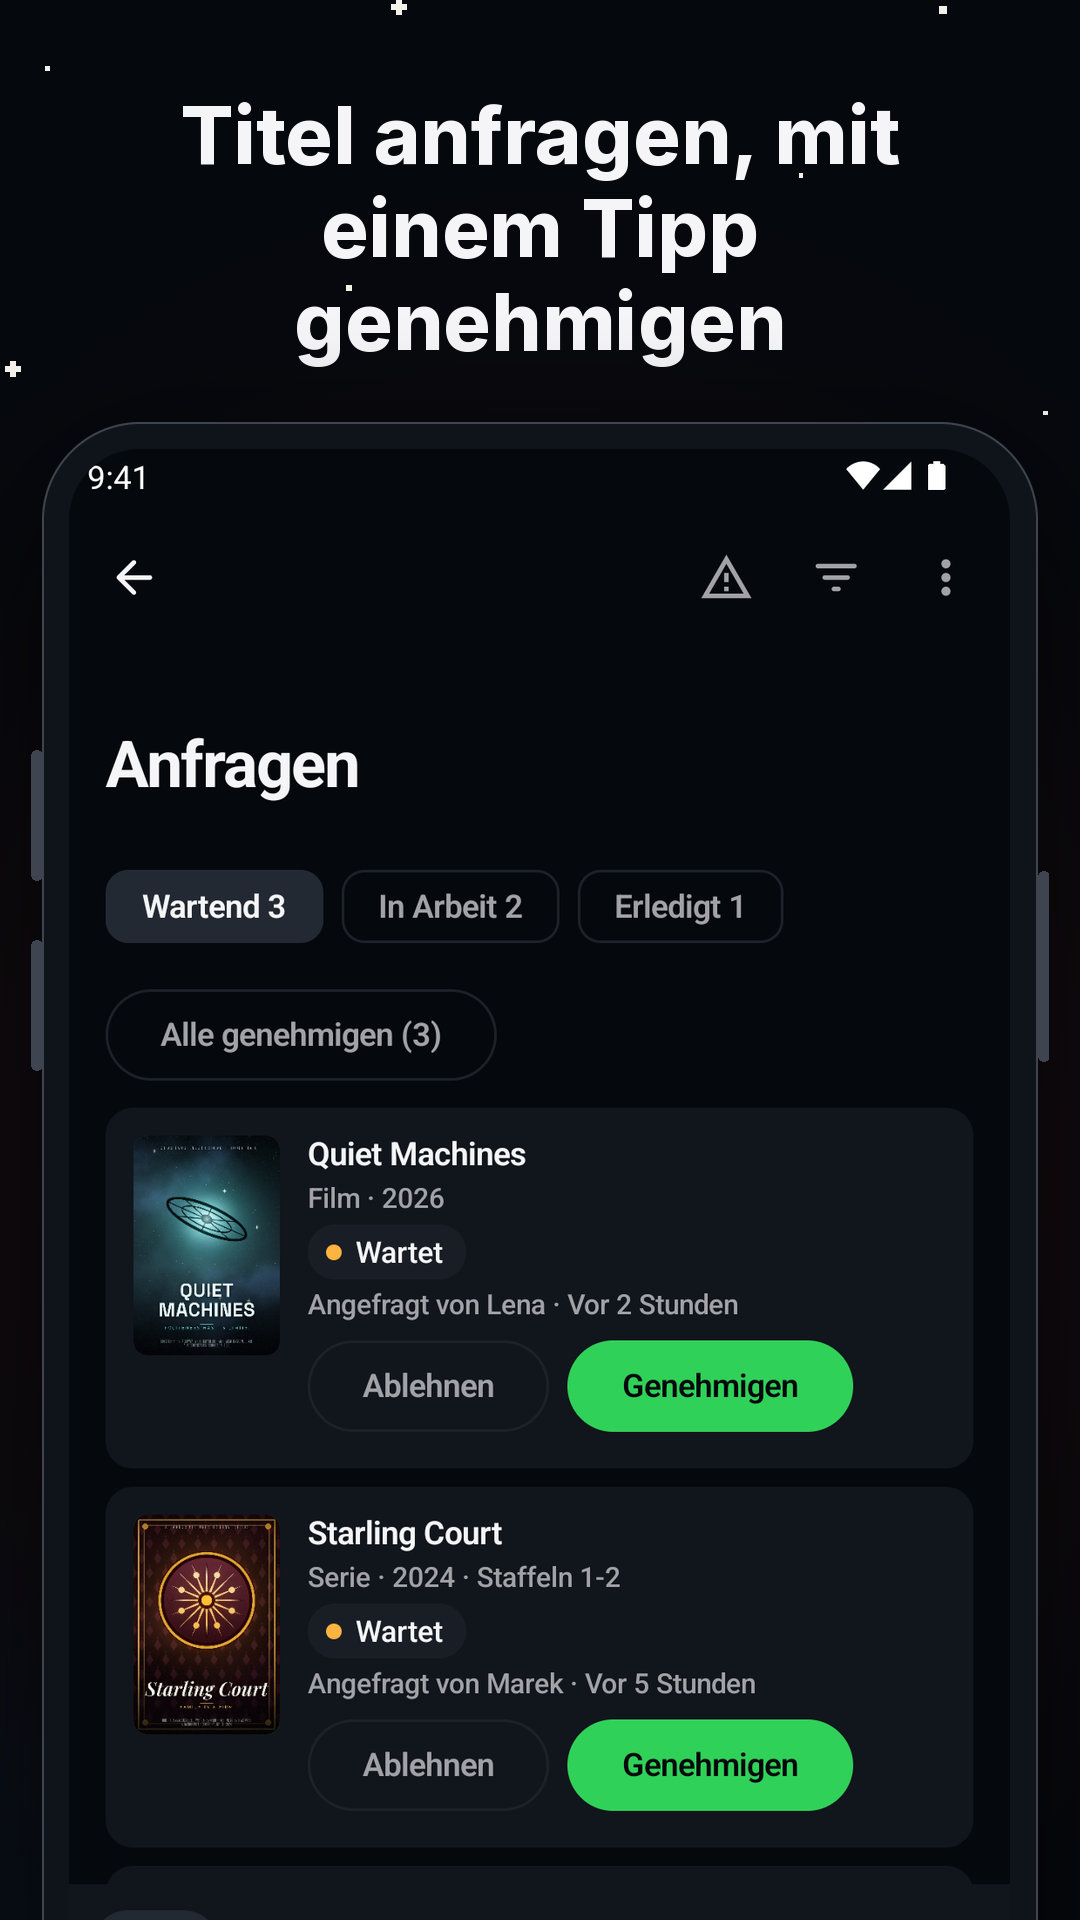 Titel anfragen, mit
einem Tipp
genehmigen
9:41
Anfragen
Wartend 3
In Arbeit 2
Erledigt 1
Alle genehmigen (3)
QUIET
MACHINES
Quiet Machines
Film · 2026
Wartet
Angefragt von Lena · Vor 2 Stunden
Ablehnen
Genehmigen
Starling Court
Starling Court
Serie · 2024 · Staffeln 1-2
Wartet
Angefragt von Marek · Vor 5 Stunden
Ablehnen
Genehmigen